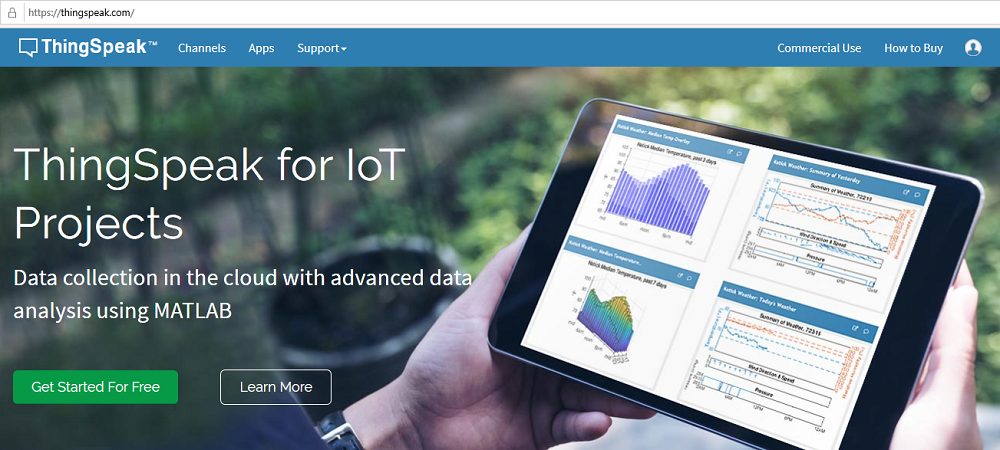 https://thingspeak.com/
ThingSpeak™ Channels Apps Support Commercial Use How to Buy
ThingSpeak for IoT
Projects
Data collection in the cloud with advanced data
analysis using MATLAB
Get Started For Free Learn More
Natick Weather: Median Temp Overlay
Natick Median Temperature, past 3 days
Natick Weather: Summary of Yesterday
Summary of Weather,
Wind Direction & Speed
Pressure
Natick Weather: Median Temperature...
Natick Median Temperature, past 7 days
Natick Weather: Today's Weather
Summary of Weather,
Wind Direction & Speed
Pressure